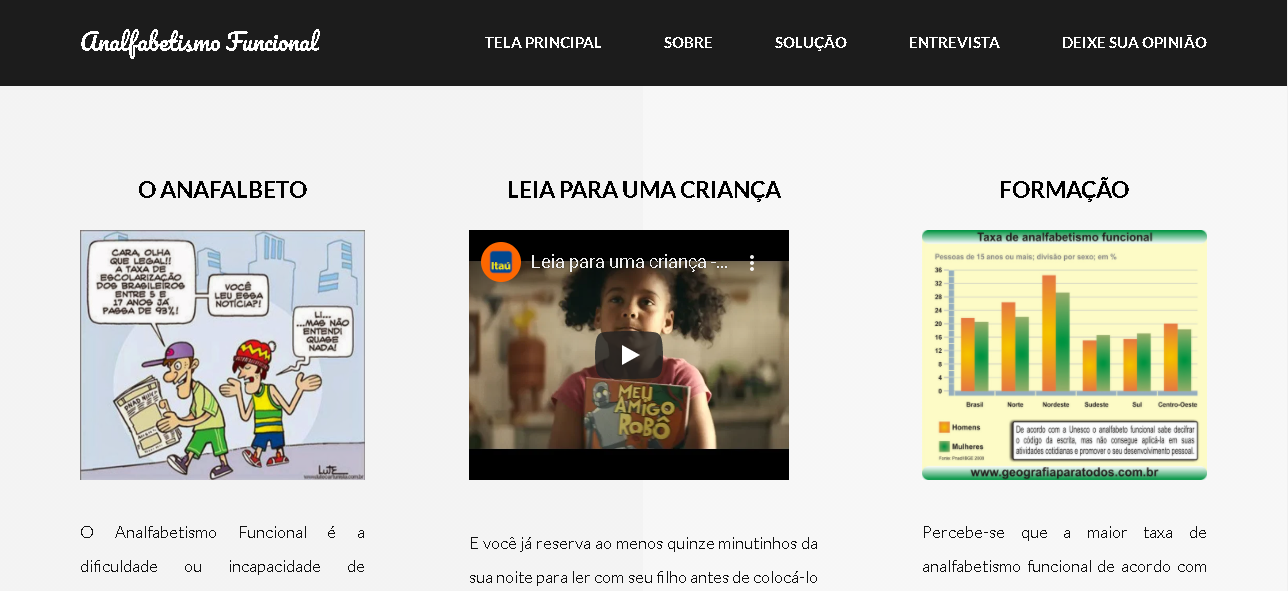 Analfabetismo Funcional
TELA PRINCIPAL
SOBRE
SOLUÇÃO
ENTREVISTA
DEIXE SUA OPINIÃO
O ANAFALBETO
CARA, OLHA
QUE LEGAL!!
A TAXA DE
ESCOLARIZAÇÃO
DOS BRASILEIROS
ENTRE 5 E
17 ANOS JÁ
PASSA DE 93%!
VOCÊ
LEU ESSA
NOTÍCIA?!
LI...
...MAS NÃO
ENTENDI
QUASE
NADA!
LUTE
O Analfabetismo Funcional é a
dificuldade ou incapacidade de
LEIA PARA UMA CRIANÇA
Itaú
Leia para uma criança -...
MEU
AMIGO
ROBÔ
E você já reserva ao menos quinze minutinhos da
sua noite para ler com seu filho antes de colocá-lo
FORMAÇÃO
Taxa de analfabetismo funcional
Pessoas de 15 anos ou mais; divisão por sexo; em %
36
32
28
24
20
16
12
8
4
0
Brasil Norte Nordeste Sudeste Sul Centro-Oeste
Homens
Mulheres
De acordo com a Unesco o analfabeto funcional sabe decifrar
o código da escrita, mas não consegue aplicá-la em suas
atividades cotidianas e promover o seu desenvolvimento pessoal.
www.geografiaparatodos.com.br
Percebe-se que a maior taxa de
analfabetismo funcional de acordo com